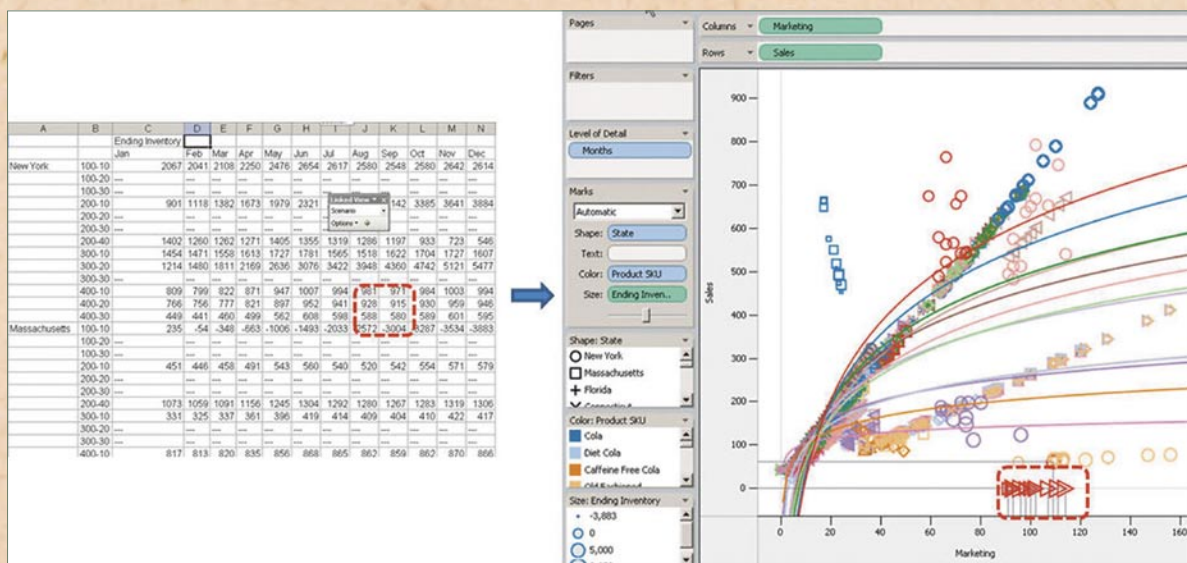 A B C D E F G H I J K L M N
Ending Inventory
Jan Feb Mar Apr May Jun Jul Aug Sep Oct Nov Dec
New York 100-10 2067 2041 2108 2250 2476 2654 2617 2580 2548 2580 2642 2614
100-20 --- --- --- --- --- --- --- --- --- --- --- ---
100-30 --- --- --- --- --- --- --- --- --- --- --- ---
200-10 901 1118 1382 1673 1979 2321 142 3385 3641 3884
200-20 --- --- --- --- --- --- --- --- --- ---
200-30 --- --- --- --- --- --- --- --- --- ---
Linked View
Scenario
Options
200-40 1402 1260 1262 1271 1405 1355 1319 1286 1197 933 723 546
300-10 1454 1471 1558 1613 1727 1781 1565 1518 1622 1704 1727 1607
300-20 1214 1480 1811 2169 2636 3076 3422 3948 4360 4742 5121 5477
300-30 --- --- --- --- --- --- --- --- --- --- --- ---
400-10 809 799 822 871 947 1007 994 981 971 984 1003 994
400-20 766 756 777 821 897 952 941 928 915 930 959 946
400-30 449 441 460 499 562 608 598 588 580 589 601 595
Massachusetts 100-10 235 -54 -348 -663 -1006 -1493 -2033 2572 -3004 3287 -3534 -3883
100-20 --- --- --- --- --- --- --- --- --- --- --- ---
100-30 --- --- --- --- --- --- --- --- --- --- --- ---
200-10 451 446 458 491 543 560 540 520 542 554 571 579
200-20 --- --- --- --- --- --- --- --- --- --- --- ---
200-30 --- --- --- --- --- --- --- --- --- --- --- ---
200-40 1073 1059 1091 1156 1245 1304 1292 1280 1267 1283 1319 1306
300-10 331 325 337 361 396 419 414 409 404 410 422 417
300-20 --- --- --- --- --- --- --- --- --- --- --- ---
300-30 --- --- --- --- --- --- --- --- --- --- --- ---
400-10 817 813 820 835 856 868 865 862 859 862 870 866
Pages
Filters
Level of Detail
Months
Marks
Automatic
Shape: State
Text:
Color: Product SKU
Size: Ending Inven..
Shape: State
New York
Massachusetts
Florida
Connecticut
Color: Product SKU
Cola
Diet Cola
Caffeine Free Cola
Old Fashioned
Size: Ending Inventory
-3,883
0
5,000
Columns Marketing
Rows Sales
900
800
700
600
500
400
300
200
100
0
Sales
0 20 40 60 80 100 120 140 160
Marketing